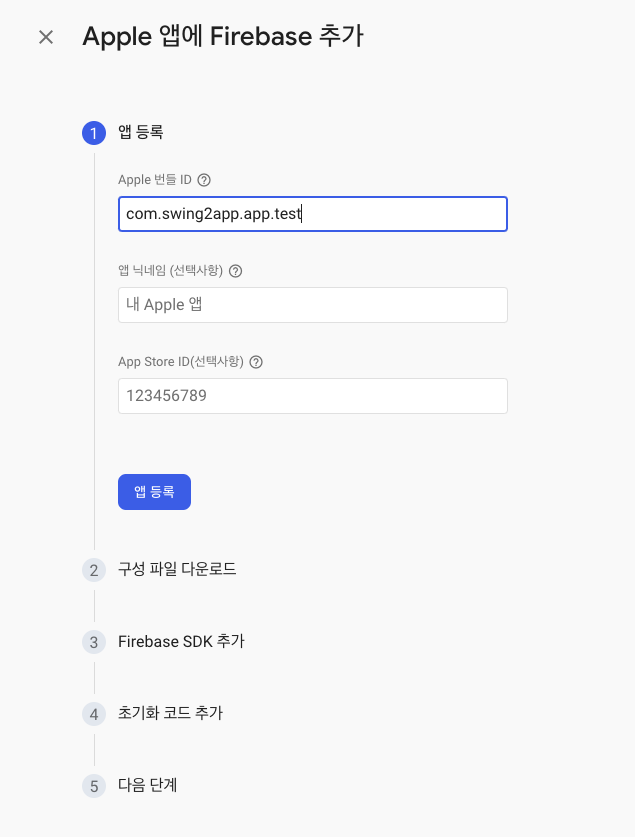 Apple 앱에 Firebase 추가
1 앱 등록
Apple 번들 ID
com.swing2app.app.test
앱 닉네임 (선택사항)
내 Apple 앱
App Store ID(선택사항)
123456789
앱 등록
2 구성 파일 다운로드
3 Firebase SDK 추가
4 초기화 코드 추가
5 다음 단계